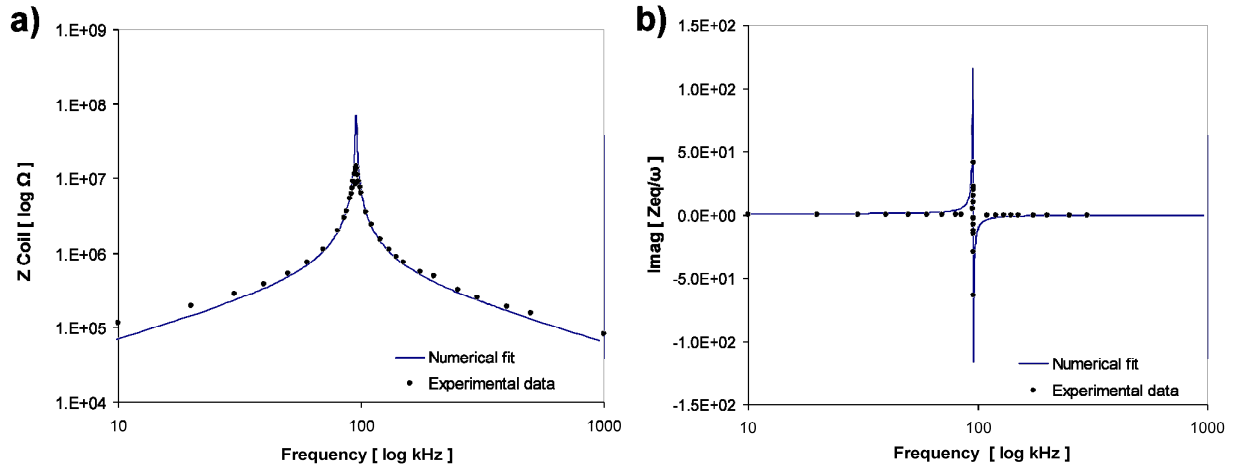 a)
1.E+09
1.E+08
1.E+07
1.E+06
1.E+05
1.E+04
Z Coil [ log Ω ]
10 100 1000
Frequency [ log kHz ]
Numerical fit
Experimental data
b)
1.5E+02
1.0E+02
5.0E+01
0.0E+00
-5.0E+01
-1.0E+02
-1.5E+02
Imag [ Zeq/ω ]
10 100 1000
Frequency [ log kHz ]
Numerical fit
Experimental data